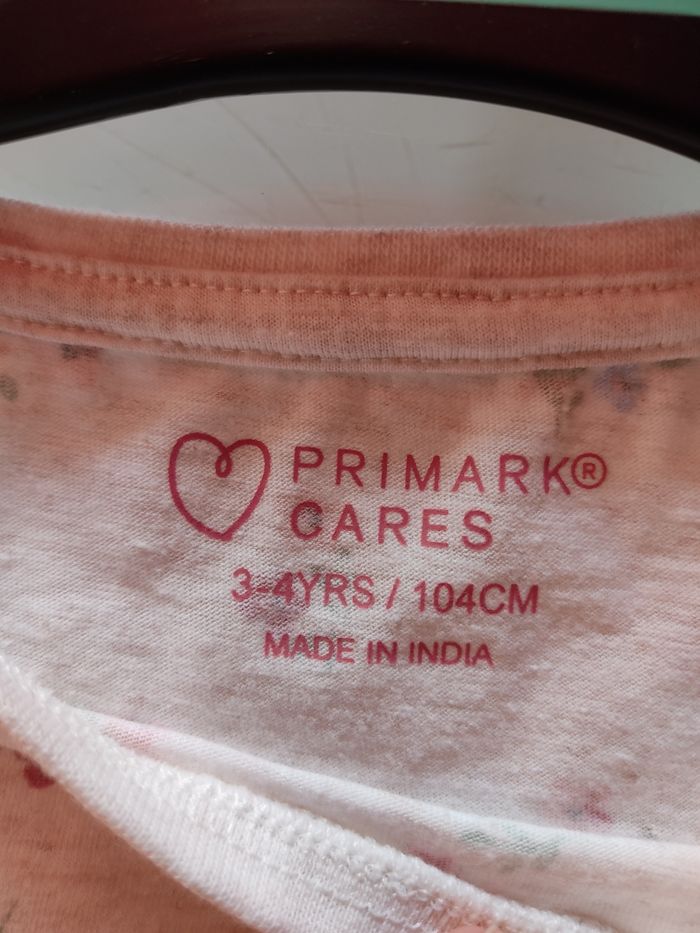 PRIMARK®
CARES
3-4YRS / 104CM
MADE IN INDIA